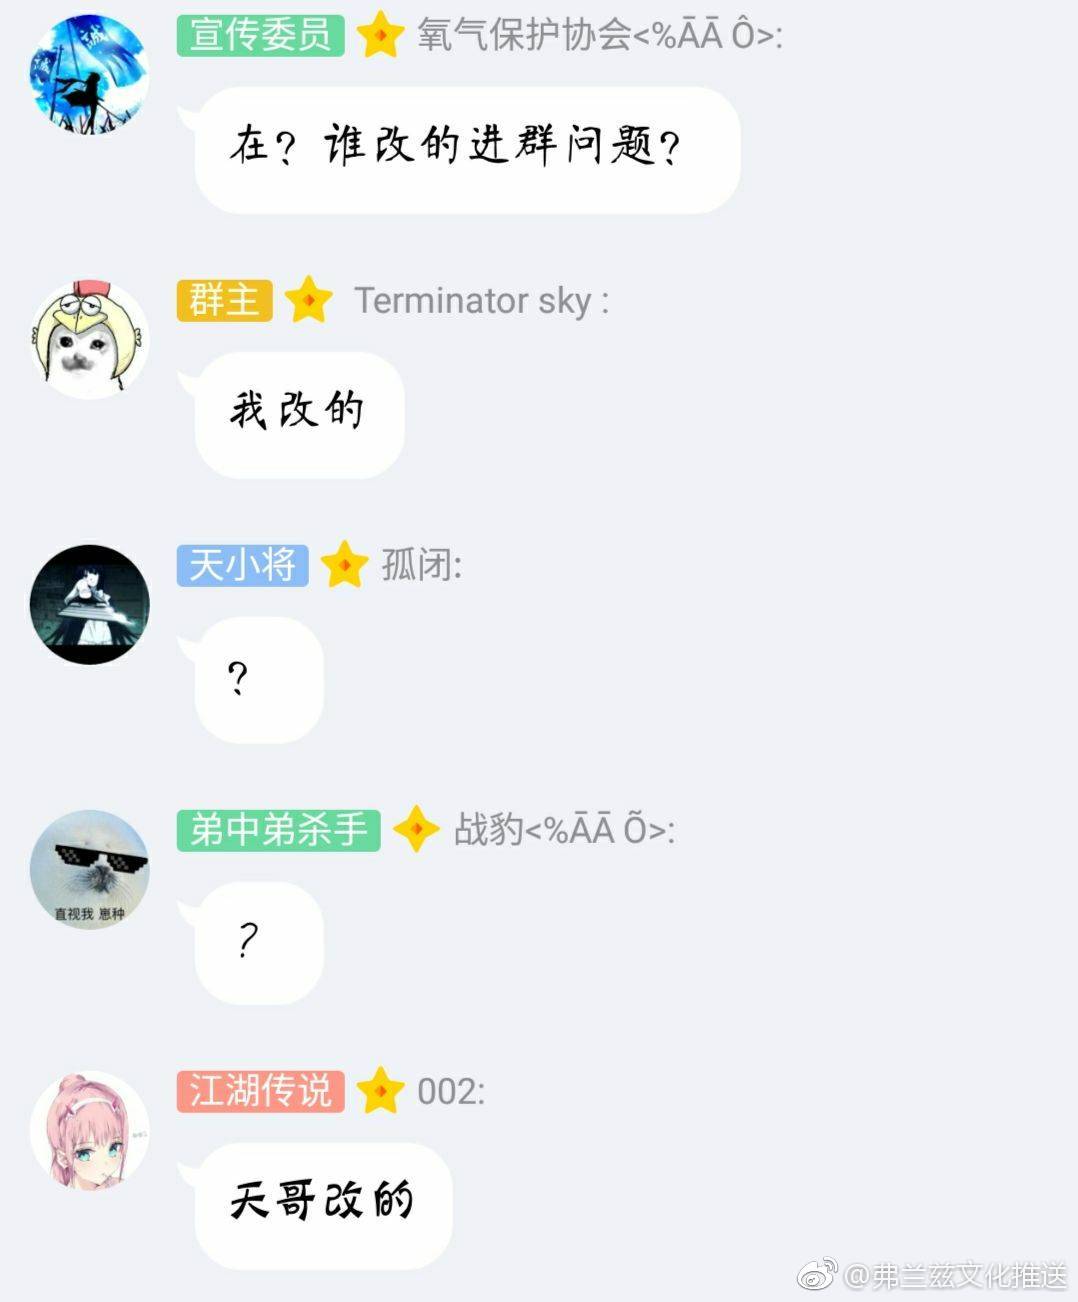 宣传委员 氧气保护协会<%ĀĀ Ô>:
在？谁改的进群问题？
群主 Terminator sky :
我改的
天小将 孤闭:
？
弟中弟杀手 战豹<%ĀĀ Õ>:
？
直视我 崽种
江湖传说 002:
天哥改的
@弗兰兹文化推送